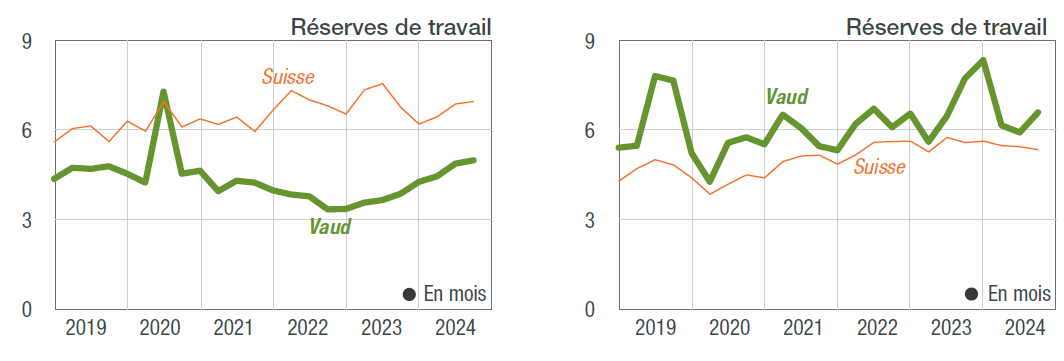 Réserves de travail
9
Suisse
6
3
Vaud
● En mois
0
2019 2020 2021 2022 2023 2024
Réserves de travail
9
Vaud
6
Suisse
3
● En mois
0
2019 2020 2021 2022 2023 2024